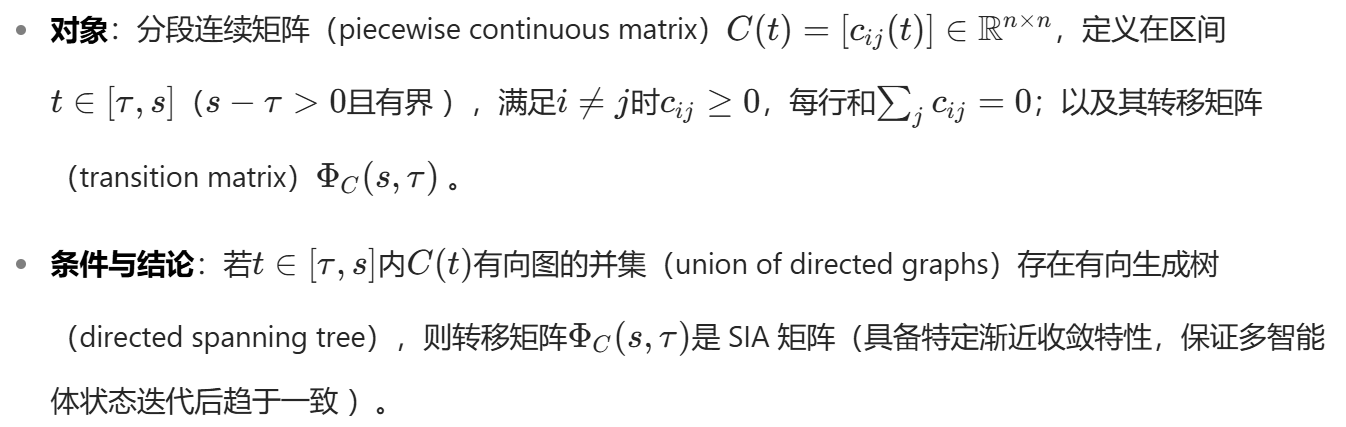 • 对象：分段连续矩阵（piecewise continuous matrix）$C(t) = [c_{ij}(t)] \in \mathbb{R}^{n \times n}$，定义在区间
$t \in [\tau, s]$（$s - \tau > 0$且有界），满足$i \neq j$时$c_{ij} \geq 0$，每行和$\sum_j c_{ij} = 0$；以及其转移矩阵
（transition matrix）$\Phi_C(s, \tau)$。
• 条件与结论：若$t \in [\tau, s]$内$C(t)$有向图的并集（union of directed graphs）存在有向生成树
（directed spanning tree），则转移矩阵$\Phi_C(s, \tau)$是 SIA 矩阵（具备特定渐近收敛特性，保证多智能
体状态迭代后趋于一致）。